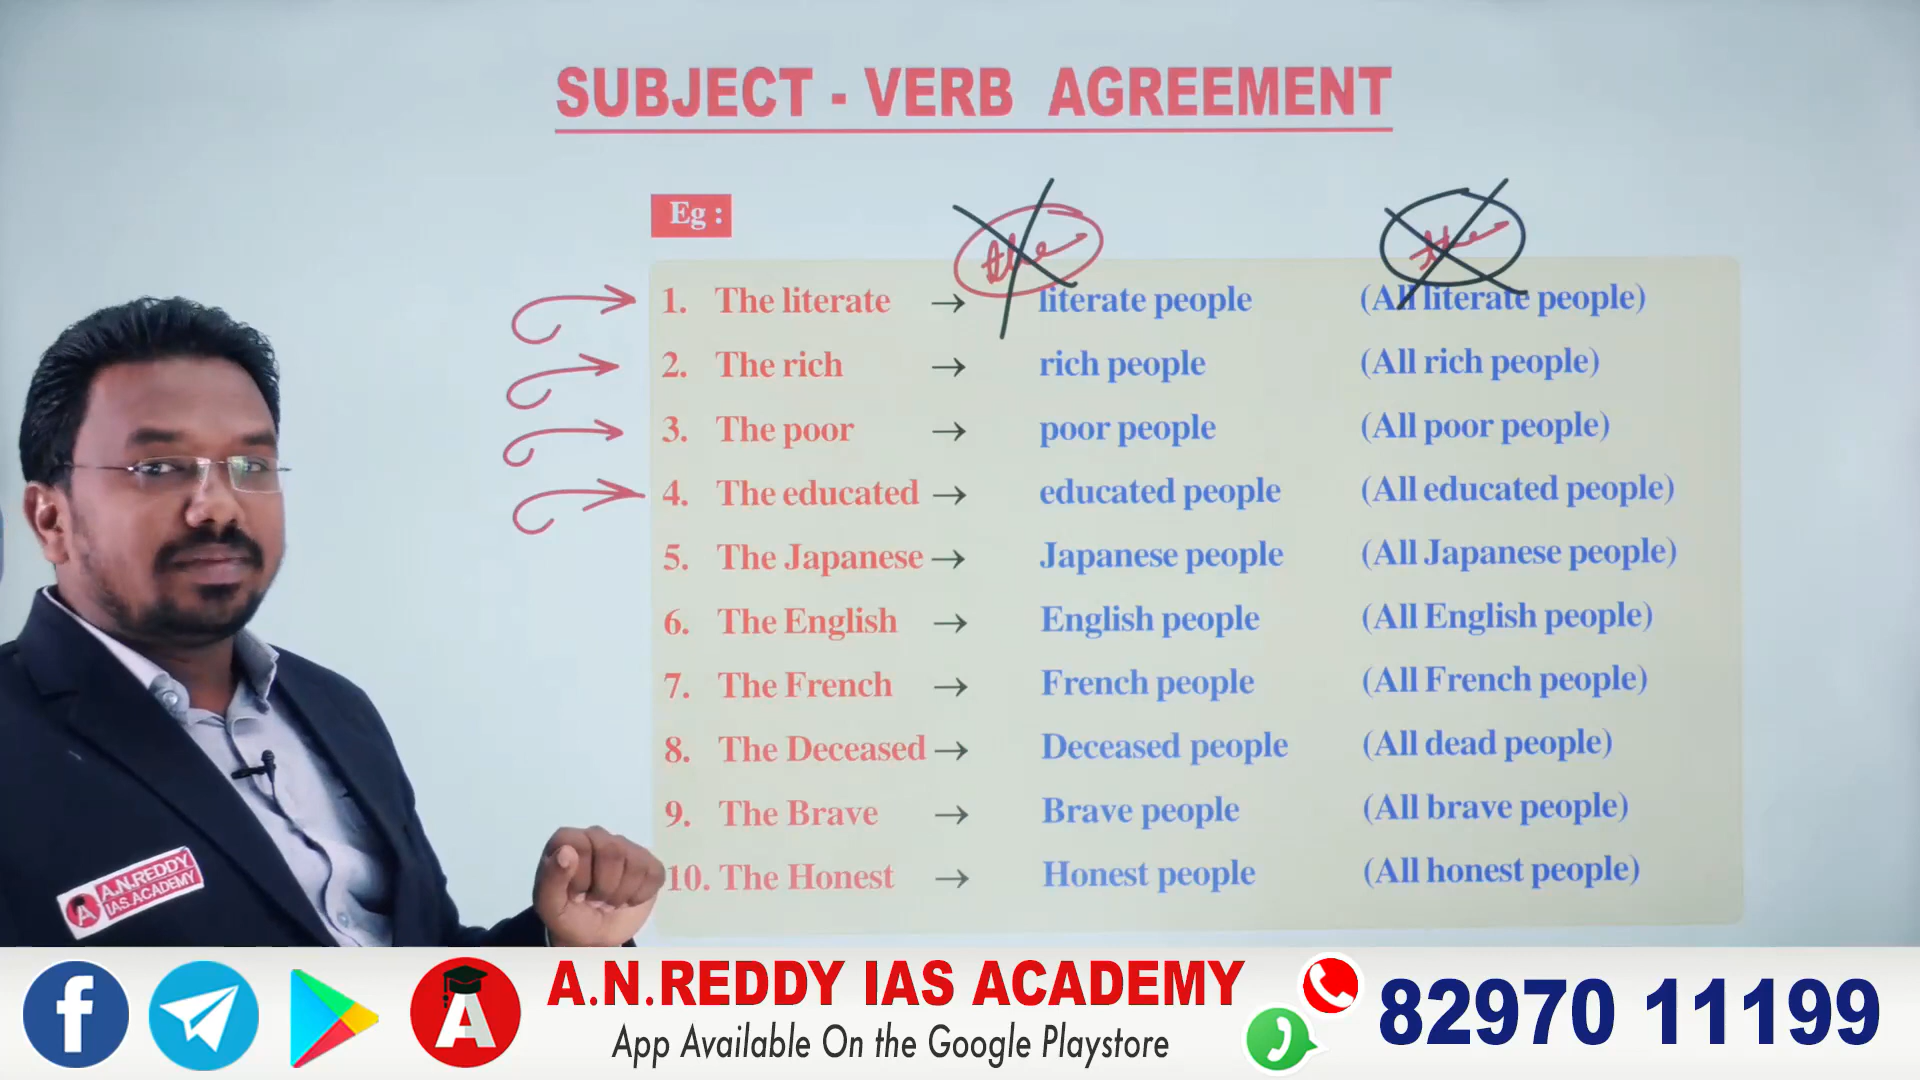 SUBJECT - VERB AGREEMENT
Eg :
the the
1. The literate → literate people (All literate people)
2. The rich → rich people (All rich people)
3. The poor → poor people (All poor people)
4. The educated → educated people (All educated people)
5. The Japanese → Japanese people (All Japanese people)
6. The English → English people (All English people)
7. The French → French people (All French people)
8. The Deceased → Deceased people (All dead people)
9. The Brave → Brave people (All brave people)
10. The Honest → Honest people (All honest people)
A.N.REDDY
IAS ACADEMY
A.N.REDDY IAS ACADEMY
App Available On the Google Playstore
82970 11199